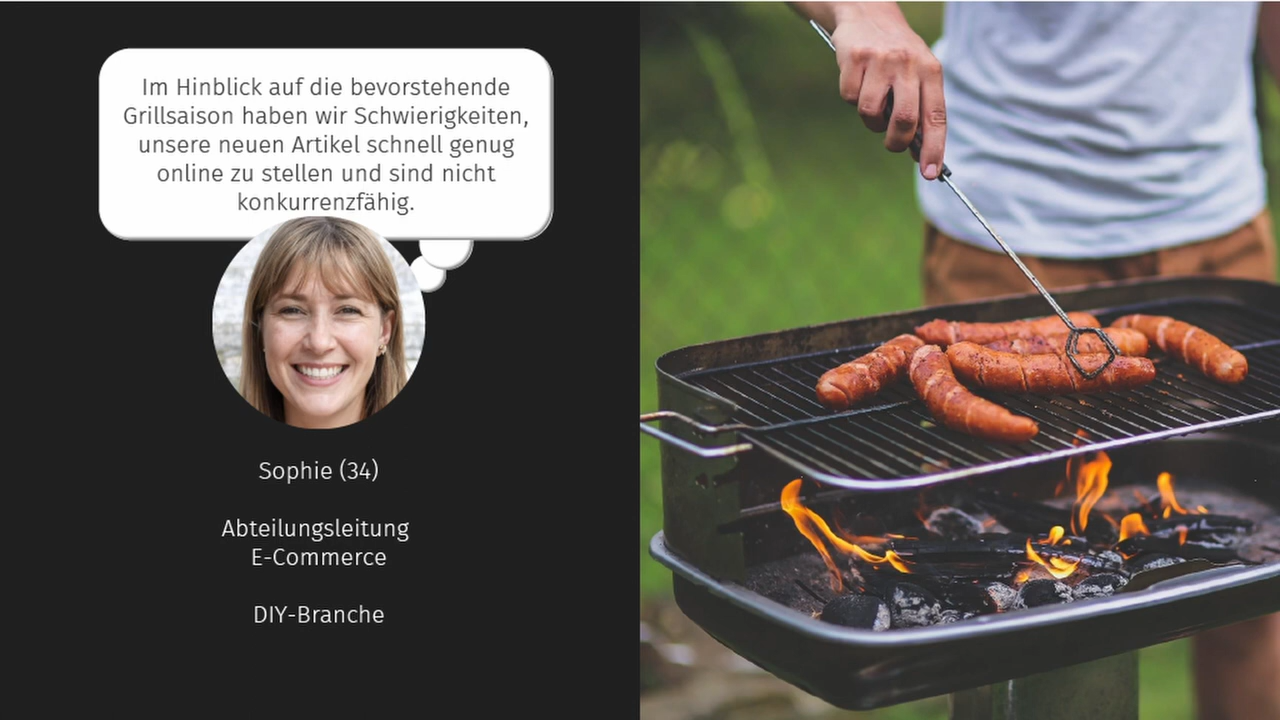 Im Hinblick auf die bevorstehende
Grillsaison haben wir Schwierigkeiten,
unsere neuen Artikel schnell genug
online zu stellen und sind nicht
konkurrenzfähig.
Sophie (34)
Abteilungsleitung
E-Commerce
DIY-Branche